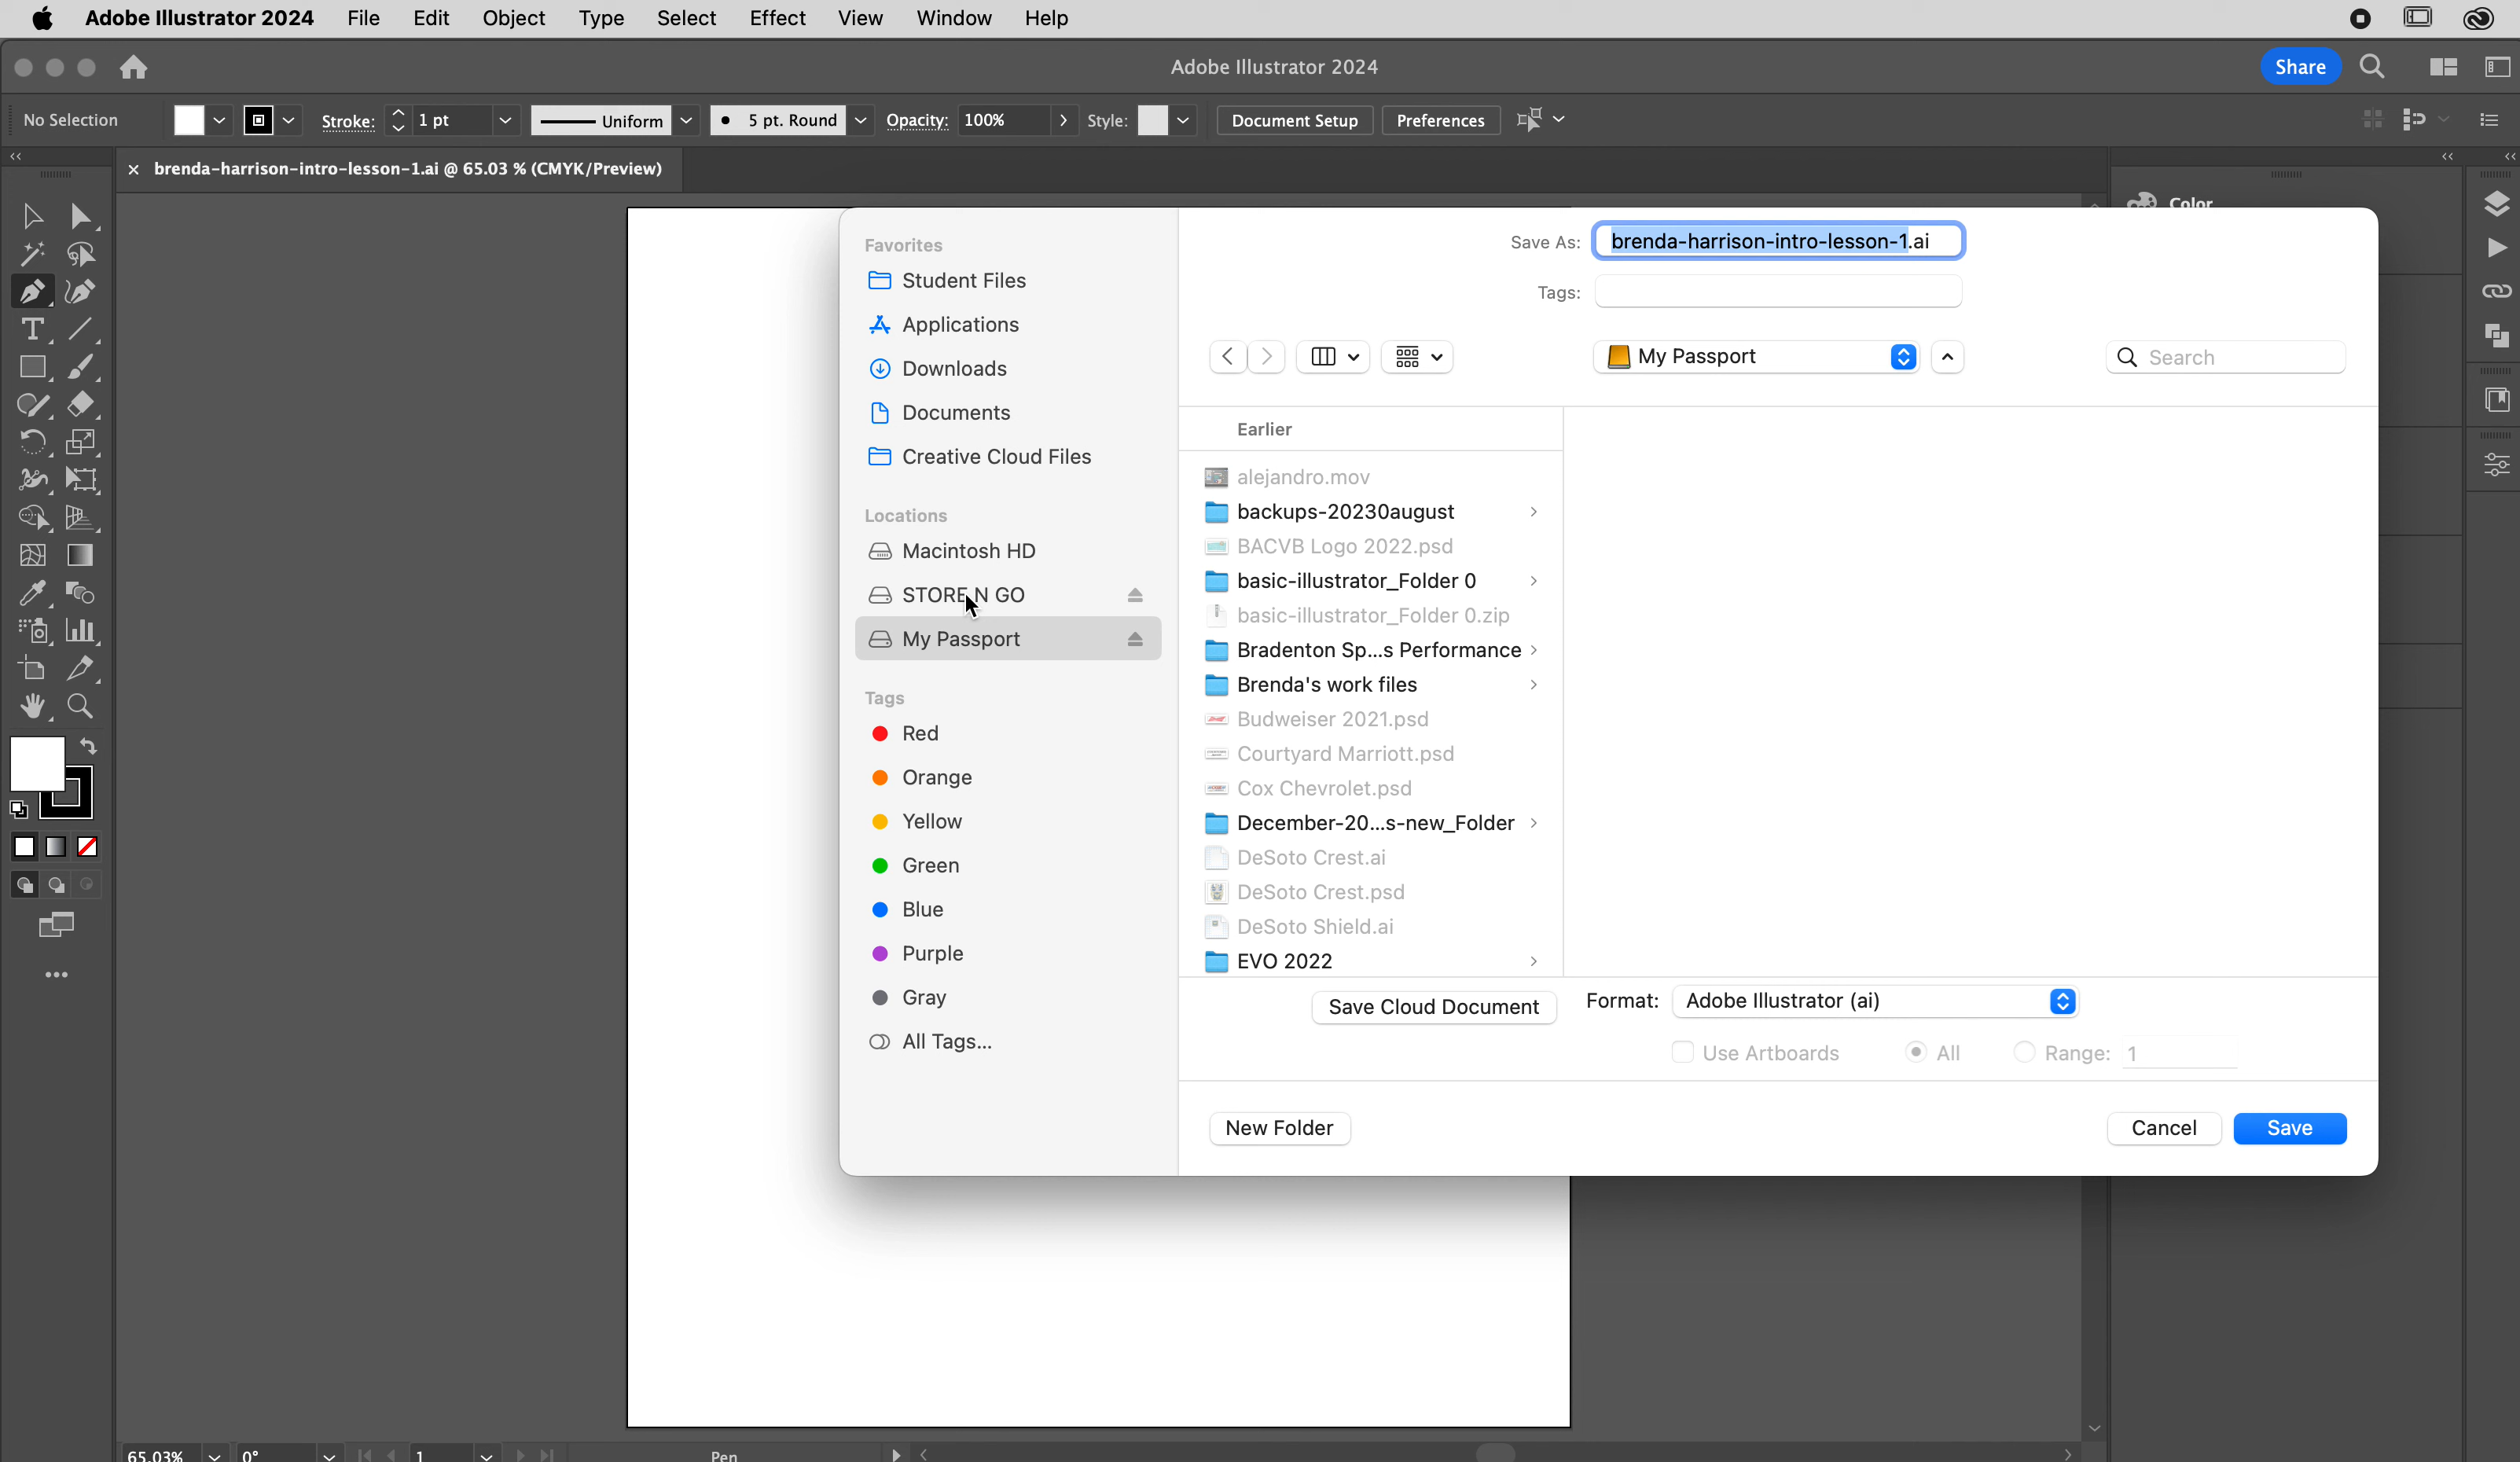 Adobe Illustrator 2024 File Edit Object Type Select Effect View Window Help
Adobe Illustrator 2024
Share
No Selection Stroke: 1 pt Uniform 5 pt. Round Opacity: 100% Style: Document Setup Preferences
brenda-harrison-intro-lesson-1.ai @ 65.03 % (CMYK/Preview)
Color
Favorites
Student Files
Applications
Downloads
Documents
Creative Cloud Files
Locations
Macintosh HD
STORE N GO
My Passport
Tags
Red
Orange
Yellow
Green
Blue
Purple
Gray
All Tags...
Save As: brenda-harrison-intro-lesson-1.ai
Tags:
My Passport
Search
Earlier
alejandro.mov
backups-20230august
BACVB Logo 2022.psd
basic-illustrator_Folder 0
basic-illustrator_Folder 0.zip
Bradenton Sp...s Performance
Brenda's work files
Budweiser 2021.psd
Courtyard Marriott.psd
Cox Chevrolet.psd
December-20...s-new_Folder
DeSoto Crest.ai
DeSoto Crest.psd
DeSoto Shield.ai
EVO 2022
Save Cloud Document Format: Adobe Illustrator (ai)
Use Artboards All Range: 1
New Folder Cancel Save
65.03% 0° 1 Pen